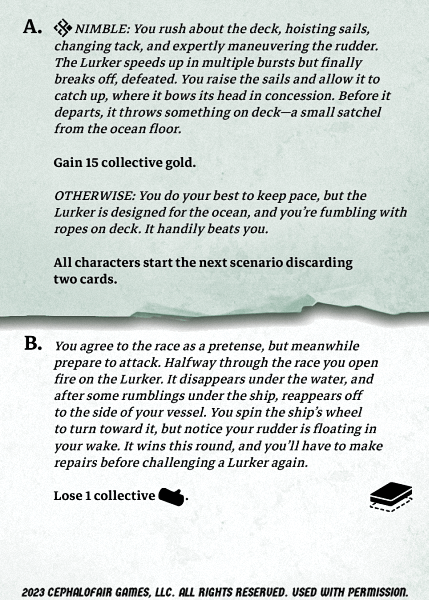 A. NIMBLE: You rush about the deck, hoisting sails,
changing tack, and expertly maneuvering the rudder.
The Lurker speeds up in multiple bursts but finally
breaks off, defeated. You raise the sails and allow it to
catch up, where it bows its head in concession. Before it
departs, it throws something on deck—a small satchel
from the ocean floor.
Gain 15 collective gold.
OTHERWISE: You do your best to keep pace, but the
Lurker is designed for the ocean, and you're fumbling with
ropes on deck. It handily beats you.
All characters start the next scenario discarding
two cards.
B. You agree to the race as a pretense, but meanwhile
prepare to attack. Halfway through the race you open
fire on the Lurker. It disappears under the water, and
after some rumblings under the ship, reappears off
to the side of your vessel. You spin the ship's wheel
to turn toward it, but notice your rudder is floating in
your wake. It wins this round, and you'll have to make
repairs before challenging a Lurker again.
Lose 1 collective .
2023 CEPHALOFAIR GAMES, LLC. ALL RIGHTS RESERVED. USED WITH PERMISSION.